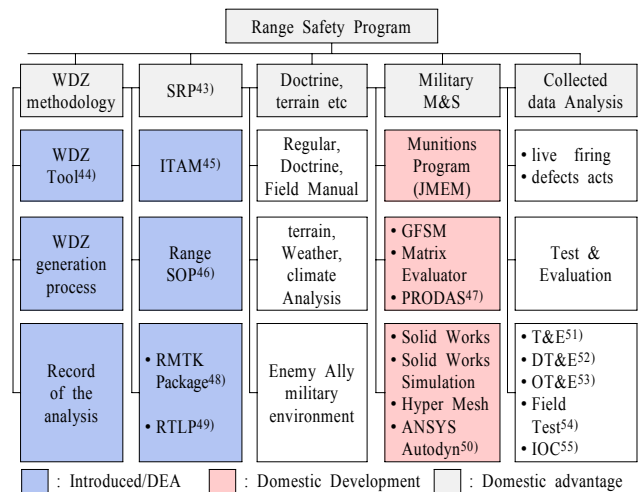 Range Safety Program
WDZ
methodology
SRP43)
Doctrine,
terrain etc
Military
M&S
Collected
data Analysis
WDZ
Tool44)
ITAM45)
Regular,
Doctrine,
Field Manual
Munitions
Program
(JMEM)
• live firing
• defects acts
WDZ
generation
process
Range
SOP46)
terrain,
Weather,
climate
Analysis
• GFSM
• Matrix
Evaluator
• PRODAS47)
Test &
Evaluation
Record
of the
analysis
• RMTK
Package48)
• RTLP49)
Enemy Ally
military
environment
• Solid Works
• Solid Works
Simulation
• Hyper Mesh
• ANSYS
Autodyn50)
• T&E51)
• DT&E52)
• OT&E53)
• Field
Test54)
• IOC55)
: Introduced/DEA
: Domestic Development
: Domestic advantage